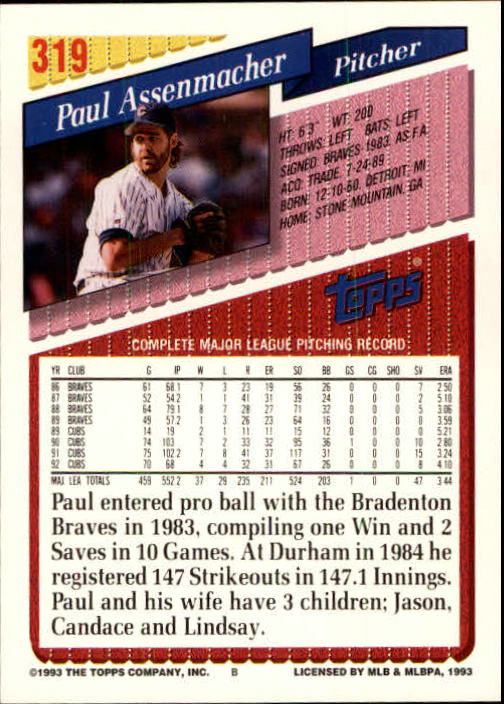 319
Paul Assenmacher
Pitcher
HT: 6'3" WT: 200
THROWS: LEFT BATS: LEFT
SIGNED: BRAVES-1983, AS F.A.
ACQ: TRADE, 7-24-89
BORN: 12-10-60, DETROIT, MI
HOME: STONE MOUNTAIN, GA
TOPPS®
COMPLETE MAJOR LEAGUE PITCHING RECORD
YR CLUB G IP W L R ER SO BB GS CG SHO SV ERA
86 BRAVES 61 68.1 7 3 23 19 56 26 0 0 0 7 2.50
87 BRAVES 52 54.2 1 1 41 31 39 24 0 0 0 2 5.10
88 BRAVES 64 79.1 8 7 28 27 71 32 0 0 0 5 3.06
89 BRAVES 49 57.2 1 3 26 23 64 16 0 0 0 0 3.59
89 CUBS 14 19 2 1 11 11 15 12 0 0 0 0 5.21
90 CUBS 74 103 7 2 33 32 95 36 1 0 0 10 2.80
91 CUBS 75 102.2 7 8 41 37 117 31 0 0 0 15 3.24
92 CUBS 70 68 4 4 32 31 67 26 0 0 0 8 4.10
MAJ. LEA. TOTALS 459 552.2 37 29 235 211 524 203 1 0 0 47 3.44
Paul entered pro ball with the Bradenton
Braves in 1983, compiling one Win and 2
Saves in 10 Games. At Durham in 1984 he
registered 147 Strikeouts in 147.1 Innings.
Paul and his wife have 3 children; Jason,
Candace and Lindsay.
©1993 THE TOPPS COMPANY, INC. B LICENSED BY MLB & MLBPA, 1993